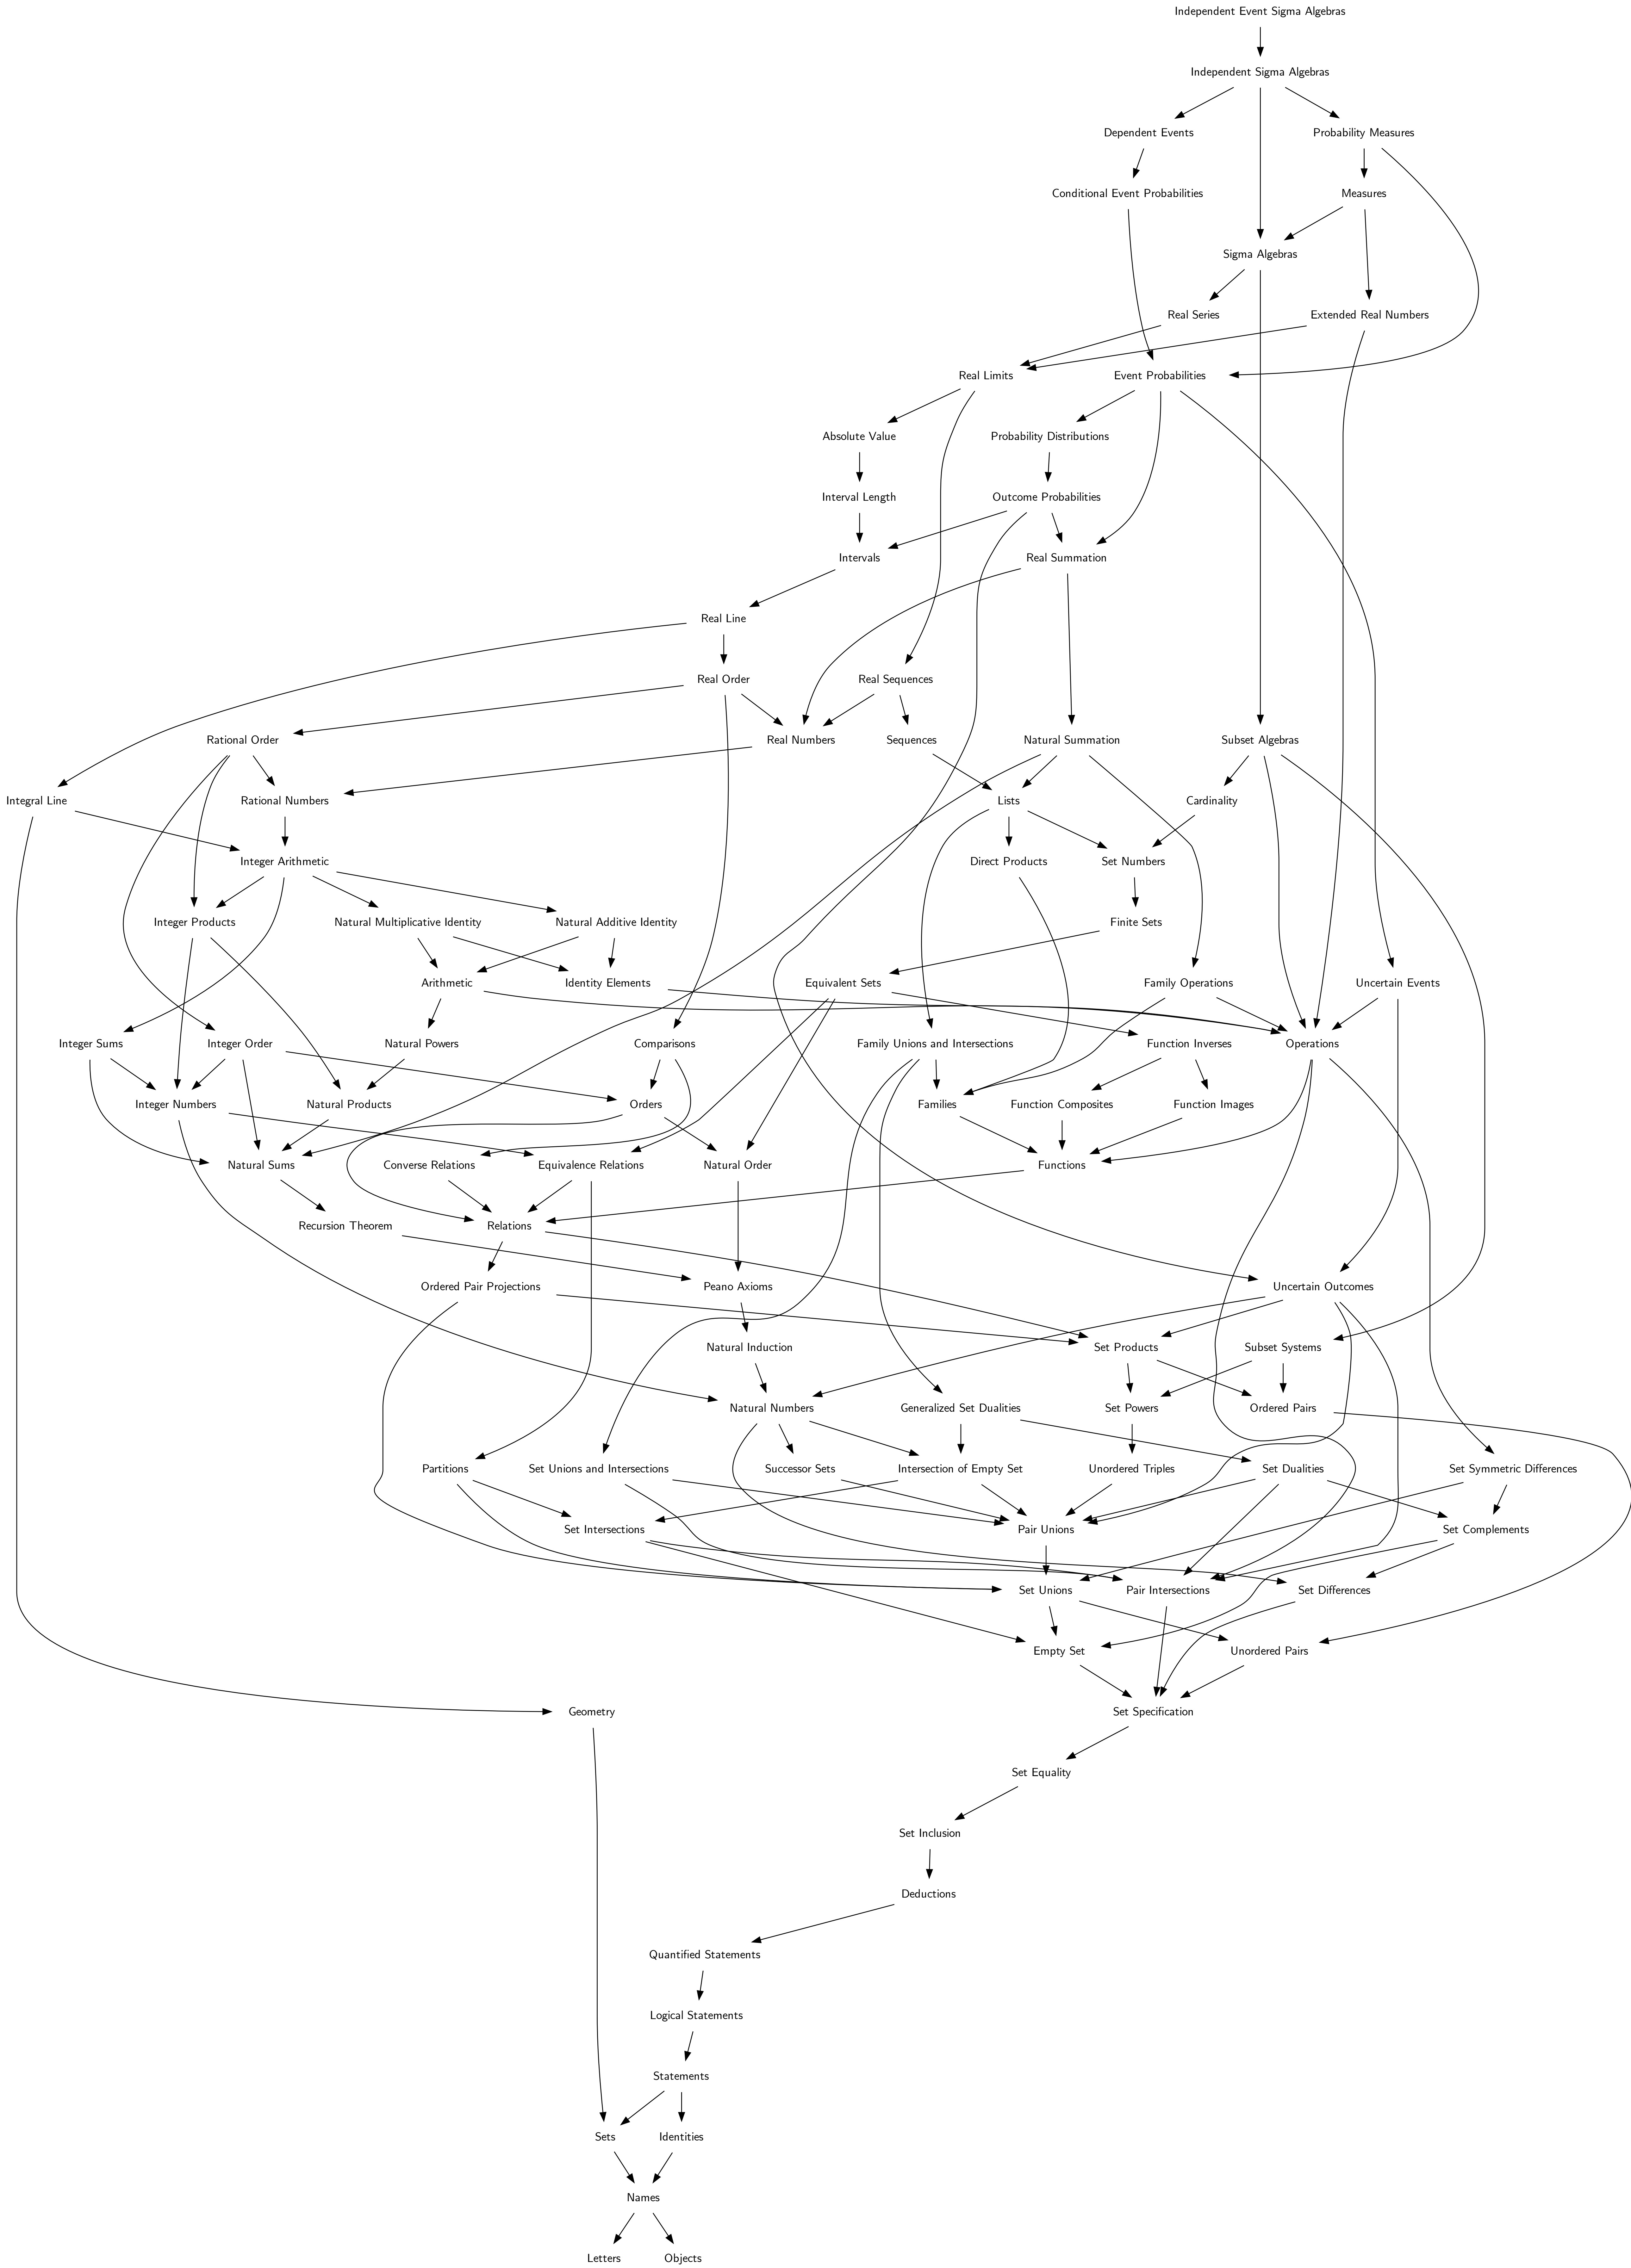 Independent Event Sigma Algebras
Independent Sigma Algebras
Dependent Events
Probability Measures
Conditional Event Probabilities
Measures
Sigma Algebras
Real Series
Extended Real Numbers
Real Limits
Event Probabilities
Absolute Value
Probability Distributions
Interval Length
Outcome Probabilities
Intervals
Real Summation
Real Line
Real Order
Real Sequences
Rational Order
Real Numbers
Sequences
Natural Summation
Subset Algebras
Integral Line
Rational Numbers
Lists
Cardinality
Integer Arithmetic
Direct Products
Set Numbers
Integer Products
Natural Multiplicative Identity
Natural Additive Identity
Finite Sets
Arithmetic
Identity Elements
Equivalent Sets
Family Operations
Uncertain Events
Integer Sums
Integer Order
Natural Powers
Comparisons
Family Unions and Intersections
Function Inverses
Operations
Integer Numbers
Natural Products
Orders
Families
Function Composites
Function Images
Natural Sums
Converse Relations
Equivalence Relations
Natural Order
Functions
Recursion Theorem
Relations
Ordered Pair Projections
Peano Axioms
Uncertain Outcomes
Natural Induction
Set Products
Subset Systems
Natural Numbers
Generalized Set Dualities
Set Powers
Ordered Pairs
Partitions
Set Unions and Intersections
Successor Sets
Intersection of Empty Set
Unordered Triples
Set Dualities
Set Symmetric Differences
Set Intersections
Pair Unions
Set Complements
Set Unions
Pair Intersections
Set Differences
Empty Set
Unordered Pairs
Geometry
Set Specification
Set Equality
Set Inclusion
Deductions
Quantified Statements
Logical Statements
Statements
Sets
Identities
Names
Letters
Objects